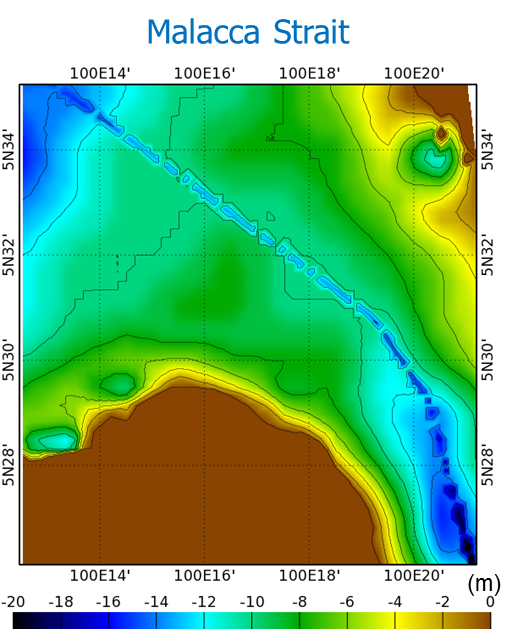 Malacca Strait
100E14' 100E16' 100E18' 100E20'
5N34' 5N34'
5N32' 5N32'
5N30' 5N30'
5N28' 5N28'
100E14' 100E16' 100E18' 100E20'
(m)
-20 -18 -16 -14 -12 -10 -8 -6 -4 -2 0